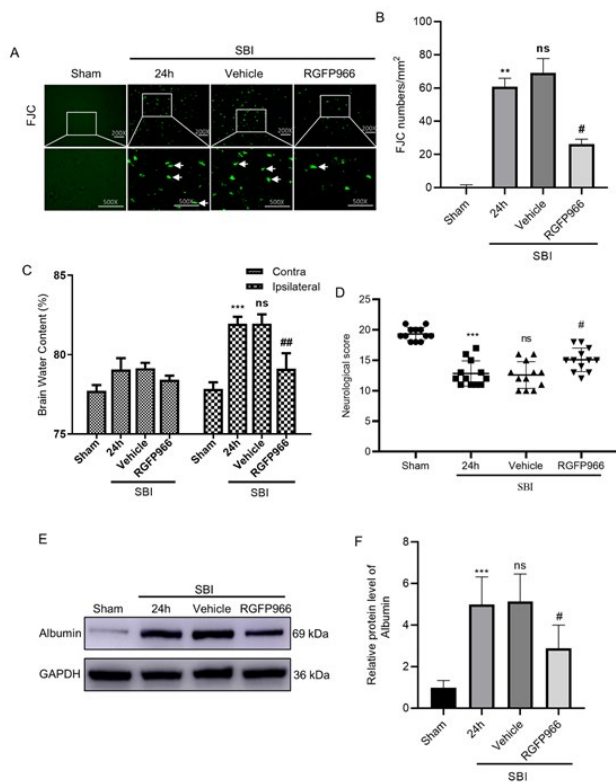 A
SBI
Sham 24h Vehicle RGFP966
FJC
200X 200X 200X 200X
500X 500X 500X 500X
B
FJC numbers/mm²
80
60
40
20
0
**
ns
#
Sham 24h Vehicle RGFP966
SBI
C
Contra
Ipsilateral
Brain Water Content (%)
85
82
79
75
***
ns
##
Sham 24h Vehicle RGFP966 Sham 24h Vehicle RGFP966
SBI SBI
D
Neurological score
25
20
15
10
5
0
***
ns
#
Sham 24h Vehicle RGFP966
SBI
E
SBI
Sham 24h Vehicle RGFP966
Albumin 69 kDa
GAPDH 36 kDa
F
Relative protein level of
Albumin
8
6
4
2
0
***
ns
#
Sham 24h Vehicle RGFP966
SBI